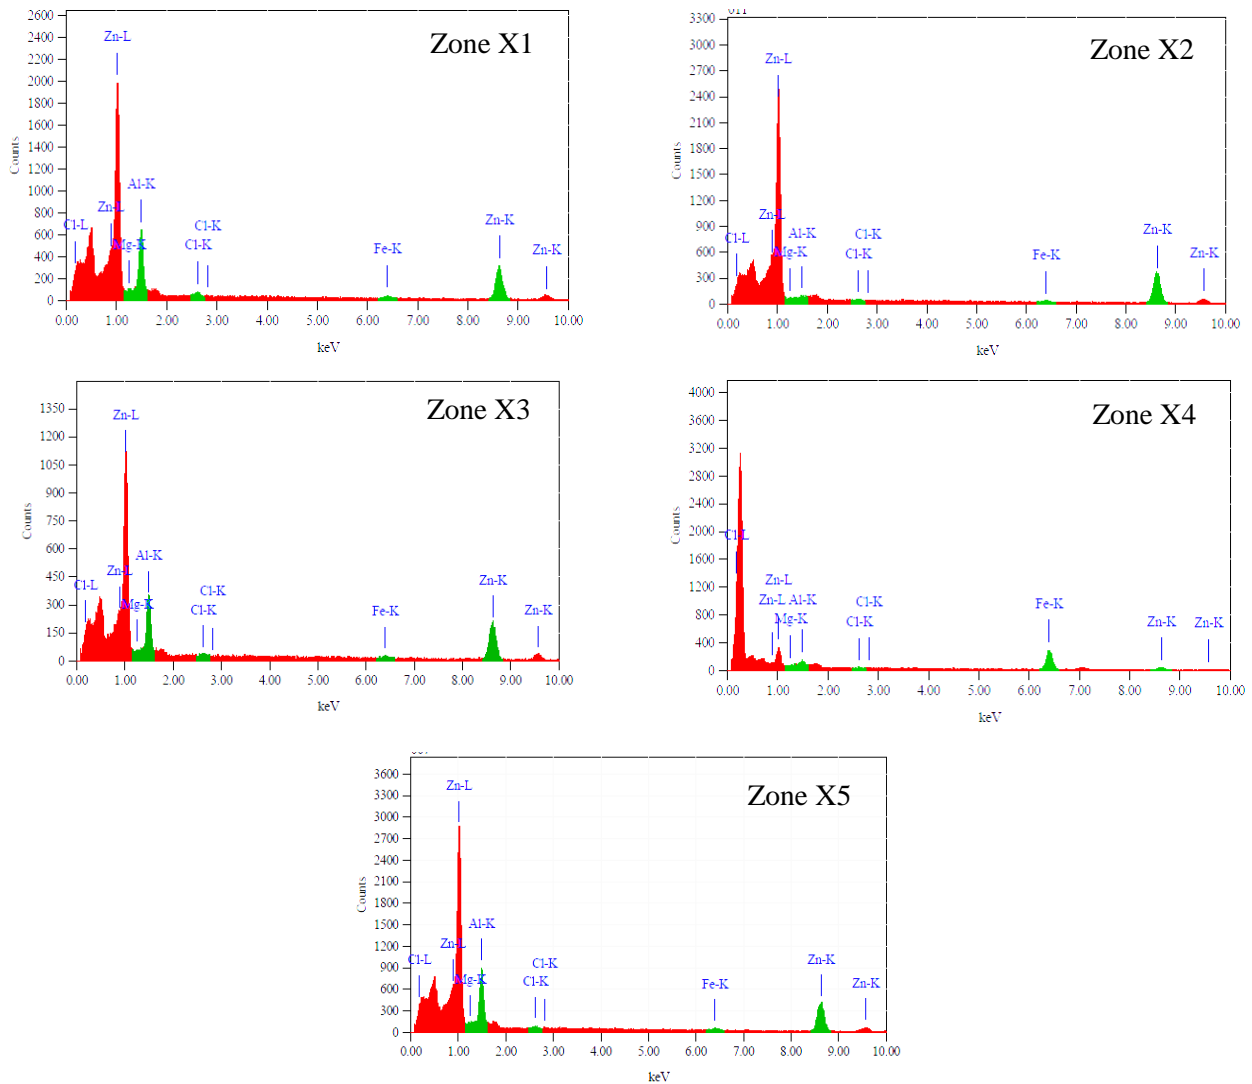 Zone X1
2600
2400
2200
2000
1800
1600
1400
1200
1000
800
600
400
200
0
Counts
Zn-L
Al-K
Zn-L
Cl-L
Mg-K
Cl-K
Cl-K
Fe-K
Zn-K
Zn-K
0.00 1.00 2.00 3.00 4.00 5.00 6.00 7.00 8.00 9.00 10.00
keV
Zone X2
3300
3000
2700
2400
2100
1800
1500
1200
900
600
300
0
Counts
Zn-L
Zn-L
Cl-L
Al-K
Mg-K
Cl-K
Cl-K
Fe-K
Zn-K
Zn-K
0.00 1.00 2.00 3.00 4.00 5.00 6.00 7.00 8.00 9.00 10.00
keV
Zone X3
1350
1200
1050
900
750
600
450
300
150
0
Counts
Zn-L
Al-K
Zn-L
Cl-L
Mg-K
Cl-K
Cl-K
Fe-K
Zn-K
Zn-K
0.00 1.00 2.00 3.00 4.00 5.00 6.00 7.00 8.00 9.00 10.00
keV
Zone X4
4000
3600
3200
2800
2400
2000
1600
1200
800
400
0
Counts
Cl-L
Zn-L
Zn-L Al-K
Mg-K
Cl-K
Cl-K
Fe-K
Zn-K
Zn-K
0.00 1.00 2.00 3.00 4.00 5.00 6.00 7.00 8.00 9.00 10.00
keV
Zone X5
3600
3300
3000
2700
2400
2100
1800
1500
1200
900
600
300
0
Counts
Zn-L
Al-K
Zn-L
Cl-L
Mg-K
Cl-K
Cl-K
Fe-K
Zn-K
Zn-K
0.00 1.00 2.00 3.00 4.00 5.00 6.00 7.00 8.00 9.00 10.00
keV